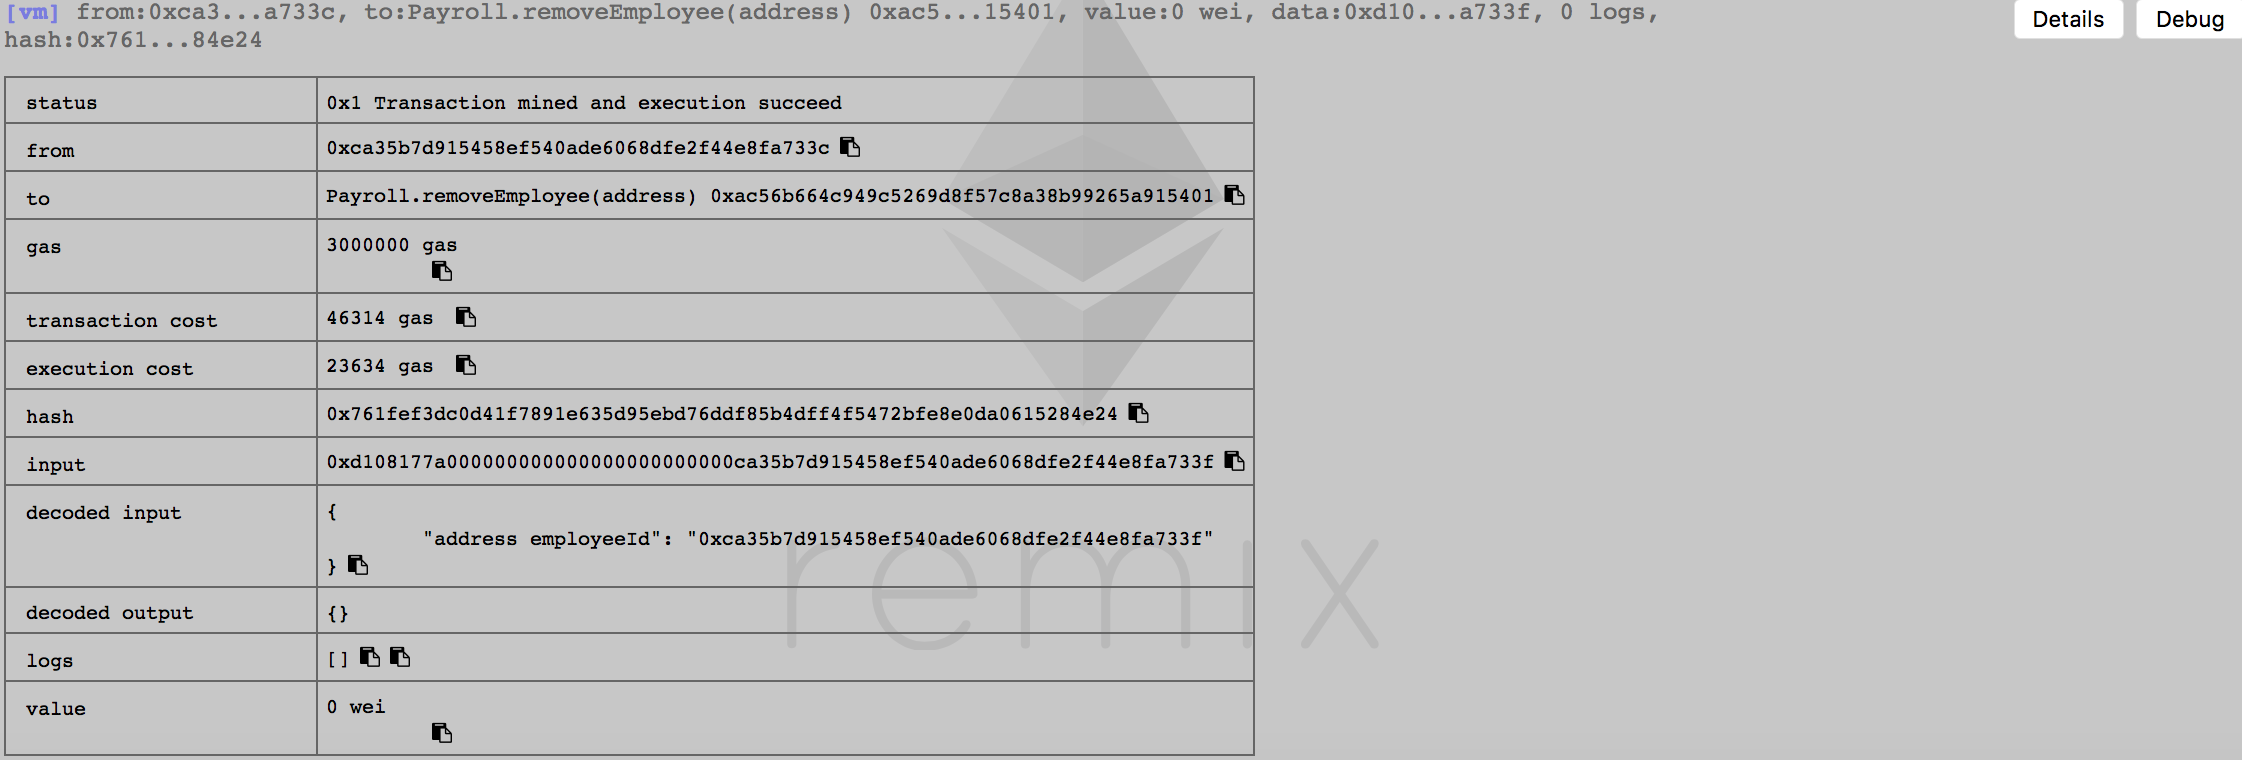 [vm] from:0xca3...a733c, to:Payroll.removeEmployee(address) 0xac5...15401, value:0 wei, data:0xd10...a733f, 0 logs,
hash:0x761...84e24
Details Debug
status 0x1 Transaction mined and execution succeed
from 0xca35b7d915458ef540ade6068dfe2f44e8fa733c
to Payroll.removeEmployee(address) 0xac56b664c949c5269d8f57c8a38b99265a915401
gas 3000000 gas
transaction cost 46314 gas
execution cost 23634 gas
hash 0x761fef3dc0d41f7891e635d95ebd76ddf85b4dff4f5472bfe8e0da0615284e24
input 0xd108177a000000000000000000000000ca35b7d915458ef540ade6068dfe2f44e8fa733f
decoded input {
"address employeeId": "0xca35b7d915458ef540ade6068dfe2f44e8fa733f"
}
decoded output {}
logs []
value 0 wei
remix